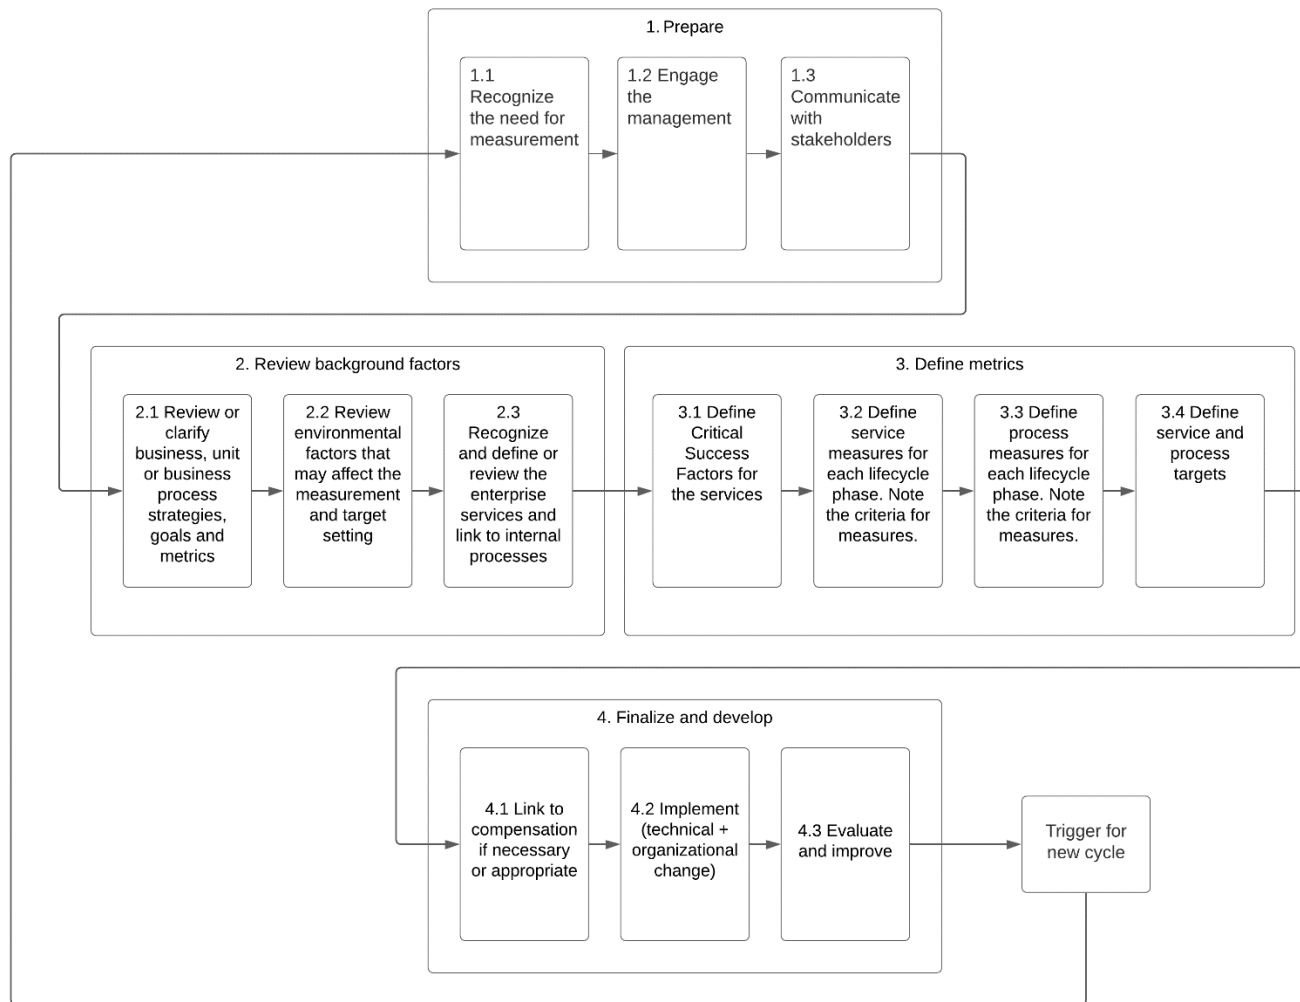 1. Prepare
1.1
Recognize
the need for
measurement
1.2 Engage
the
management
1.3
Communicate
with
stakeholders
2. Review background factors
2.1 Review or
clarify
business, unit
or business
process
strategies,
goals and
metrics
2.2 Review
environmental
factors that
may affect the
measurement
and target
setting
2.3
Recognize
and define or
review the
enterprise
services and
link to internal
processes
3. Define metrics
3.1 Define
Critical
Success
Factors for
the services
3.2 Define
service
measures for
each lifecycle
phase. Note
the criteria for
measures.
3.3 Define
process
measures for
each lifecycle
phase. Note
the criteria for
measures.
3.4 Define
service and
process
targets
4. Finalize and develop
4.1 Link to
compensation
if necessary
or appropriate
4.2 Implement
(technical +
organizational
change)
4.3 Evaluate
and improve
Trigger for
new cycle